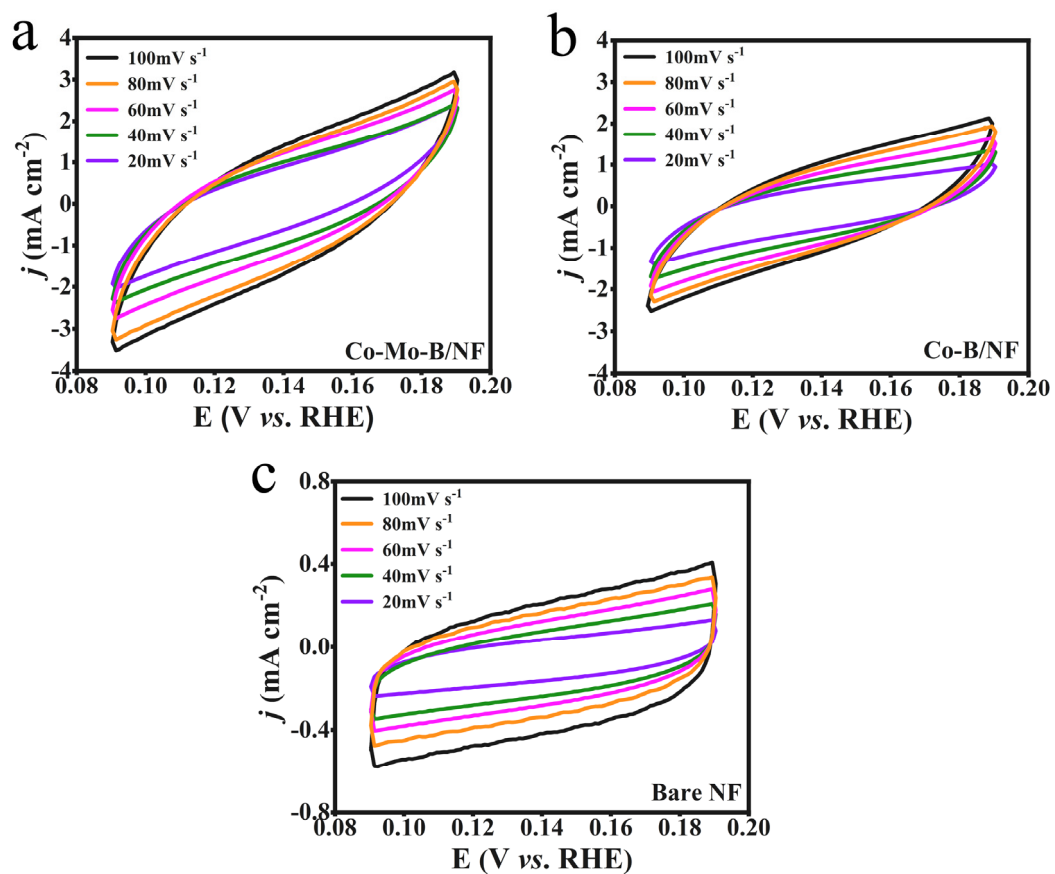 a
100mV s⁻¹
80mV s⁻¹
60mV s⁻¹
40mV s⁻¹
20mV s⁻¹
j (mA cm⁻²)
4
3
2
1
0
-1
-2
-3
-4
Co-Mo-B/NF
0.08 0.10 0.12 0.14 0.16 0.18 0.20
E (V vs. RHE)
b
100mV s⁻¹
80mV s⁻¹
60mV s⁻¹
40mV s⁻¹
20mV s⁻¹
j (mA cm⁻²)
4
3
2
1
0
-1
-2
-3
-4
Co-B/NF
0.08 0.10 0.12 0.14 0.16 0.18 0.20
E (V vs. RHE)
c
100mV s⁻¹
80mV s⁻¹
60mV s⁻¹
40mV s⁻¹
20mV s⁻¹
j (mA cm⁻²)
0.8
0.4
0.0
-0.4
-0.8
Bare NF
0.08 0.10 0.12 0.14 0.16 0.18 0.20
E (V vs. RHE)